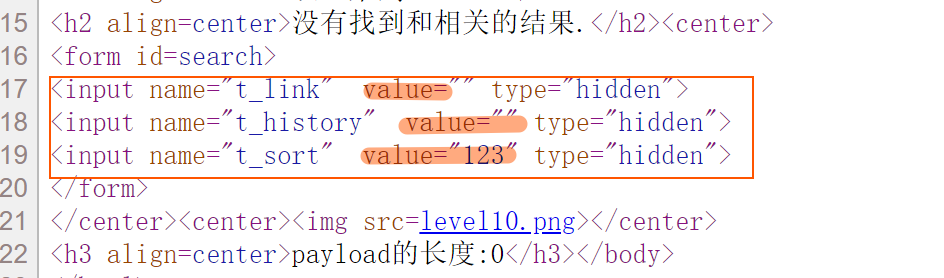 15 <h2 align=center>没有找到和相关的结果.</h2><center>
16 <form id=search>
17 <input name="t_link"  value="" type="hidden">
18 <input name="t_history"  value="" type="hidden">
19 <input name="t_sort"  value="123" type="hidden">
20 </form>
21 </center><center><img src=level10.png></center>
22 <h3 align=center>payload的长度:0</h3></body>